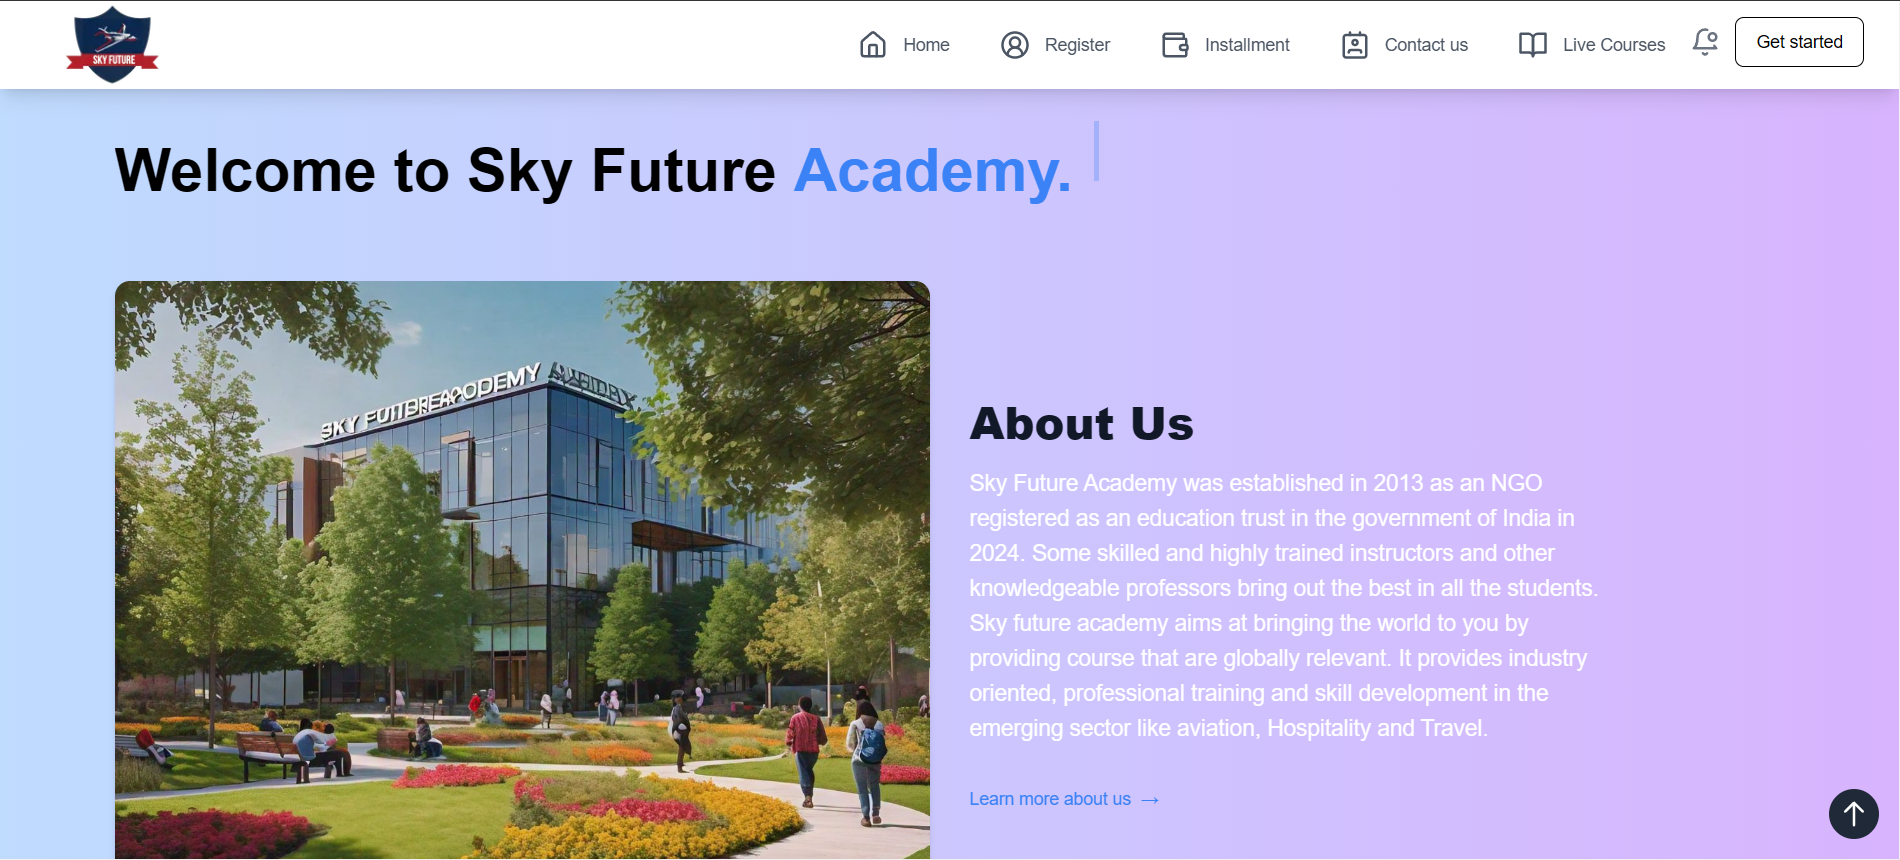 SKY FUTURE
Home
Register
Installment
Contact us
Live Courses
Get started
Welcome to Sky Future Academy.
About Us
Sky Future Academy was established in 2013 as an NGO
registered as an education trust in the government of India in
2024. Some skilled and highly trained instructors and other
knowledgeable professors bring out the best in all the students.
Sky future academy aims at bringing the world to you by
providing course that are globally relevant. It provides industry
oriented, professional training and skill development in the
emerging sector like aviation, Hospitality and Travel.
Learn more about us →